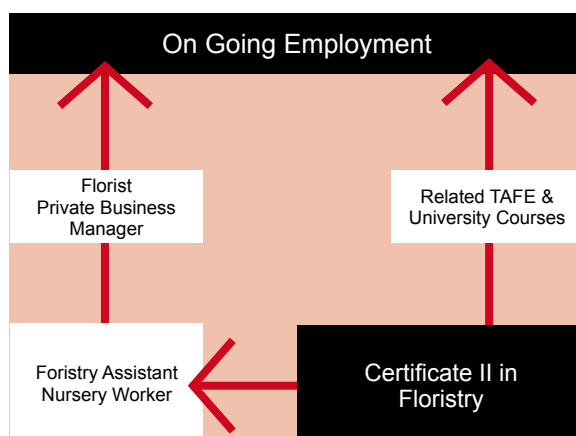 On Going Employment
Florist
Private Business
Manager
Related TAFE &
University Courses
Foristry Assistant
Nursery Worker
Certificate II in
Floristry